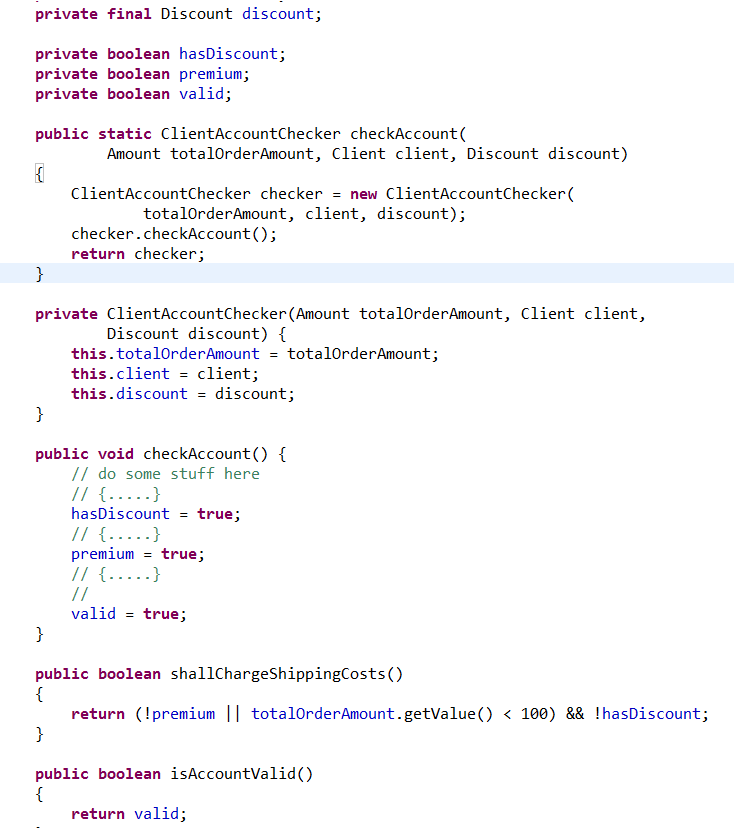 private final Discount discount;

private boolean hasDiscount;
private boolean premium;
private boolean valid;

public static ClientAccountChecker checkAccount(
        Amount totalOrderAmount, Client client, Discount discount)
{
    ClientAccountChecker checker = new ClientAccountChecker(
            totalOrderAmount, client, discount);
    checker.checkAccount();
    return checker;
}

private ClientAccountChecker(Amount totalOrderAmount, Client client,
        Discount discount) {
    this.totalOrderAmount = totalOrderAmount;
    this.client = client;
    this.discount = discount;
}

public void checkAccount() {
    // do some stuff here
    // {.....}
    hasDiscount = true;
    // {.....}
    premium = true;
    // {.....}
    //
    valid = true;
}

public boolean shallChargeShippingCosts()
{
    return (!premium || totalOrderAmount.getValue() < 100) && !hasDiscount;
}

public boolean isAccountValid()
{
    return valid;